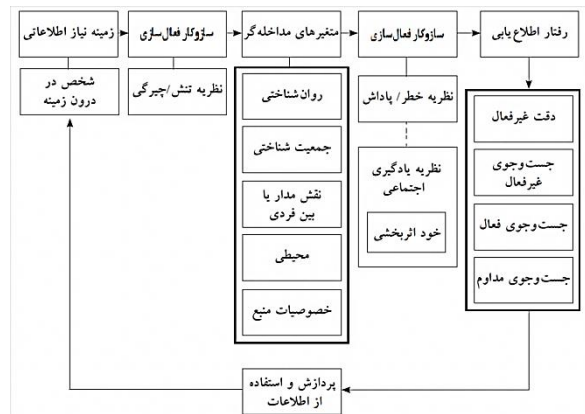 زمینه نیاز اطلاعاتی
سازوکار فعال‌سازی
متغیرهای مداخله‌گر
سازوکار فعال‌سازی
رفتار اطلاع‌یابی
شخص در
درون زمینه
نظریه تنش/چیرگی
روان‌شناختی
جمعیت شناختی
نقش مدار یا
بین فردی
محیطی
خصوصیات منبع
نظریه خطر/ پاداش
نظریه یادگیری
اجتماعی
خود اثربخشی
دقت غیرفعال
جست‌وجوی
غیرفعال
جست‌وجوی فعال
جست‌وجوی مداوم
پردازش و استفاده
از اطلاعات